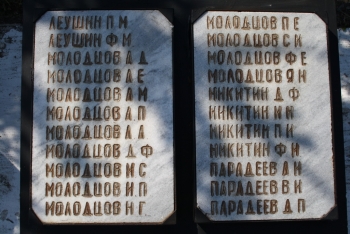 ЛЕУШИН П М
ЛЕУШИН Ф М
МОЛОДЦОВ А Д
МОЛОДЦОВ А Е
МОЛОДЦОВ А М
МОЛОДЦОВ А П
МОЛОДЦОВ А А
МОЛОДЦОВ Д Ф
МОЛОДЦОВ И С
МОЛОДЦОВ И П
МОЛОДЦОВ Н Г
МОЛОДЦОВ П Е
МОЛОДЦОВ С И
МОЛОДЦОВ Ф Е
МОЛОДЦОВ Я Н
НИКИТИН Д Ф
НИКИТИН И И
НИКИТИН П И
НИКИТИН Ф И
ПАРАДЕЕВ А И
ПАРАДЕЕВ В И
ПАРАДЕЕВ Д П